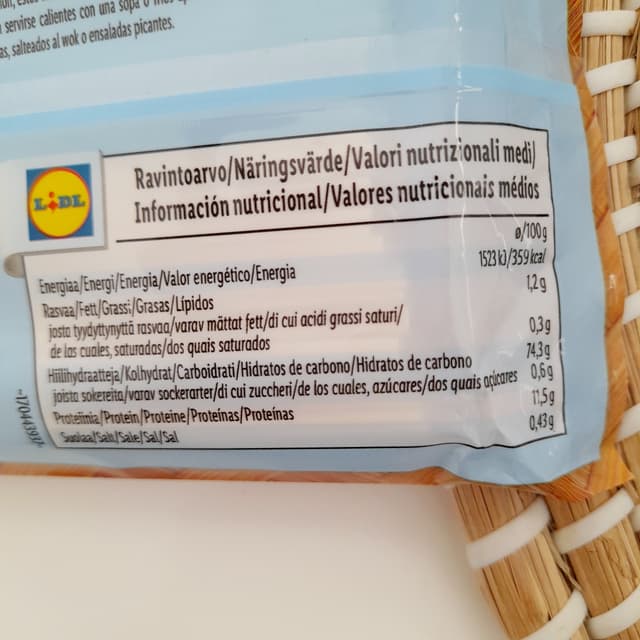 servirse calientes con una sopa o
salteados al wok o ensaladas picantes.
LIDL
Ravintoarvo/Näringsvärde/Valori nutrizionali medi/
Información nutricional/Valores nutricionais médios
ø/100g
Energiaa/Energi/Energia/Valor energético/Energia 1523 kJ/359 kcal
Rasvaa/Fett/Grassi/Grasas/Lípidos 1,2g
josta tyydyttynyttä rasvaa/varav mättat fett/di cui acidi grassi saturi/
de las cuales, saturadas/dos quais saturados 0,3g
Hiilihydraatteja/Kolhydrat/Carboidrati/Hidratos de carbono/Hidratos de carbono 74,3g
joista sokereita/varav sockerarter/di cui zuccheri/de los cuales, azúcares/dos quais açúcares 0,6g
Proteiinia/Protein/Proteine/Proteínas/Proteínas 11,5g
Suolaa/Salt/Sale/Sal/Sal 0,43g